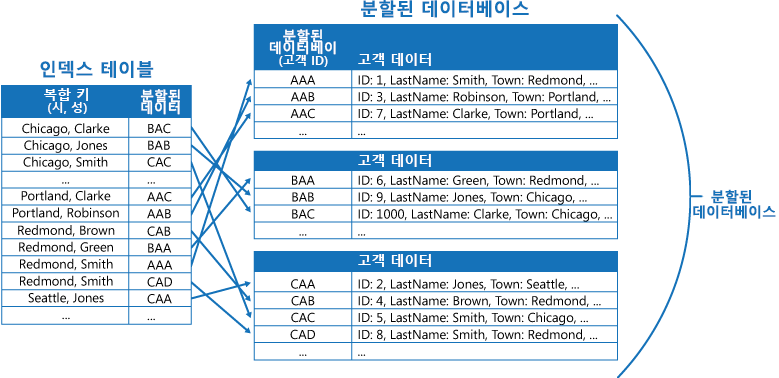 분할된 데이터베이스
인덱스 테이블
복합 키
(시, 성)
분할된
데이터
Chicago, Clarke BAC
Chicago, Jones BAB
Chicago, Smith CAC
... ...
Portland, Clarke AAC
Portland, Robinson AAB
Redmond, Brown CAB
Redmond, Green BAA
Redmond, Smith AAA
Redmond, Smith CAD
Seattle, Jones CAA
... ...
분할된
데이터베이
(고객 ID)
고객 데이터
AAA ID: 1, LastName: Smith, Town: Redmond, ...
AAB ID: 3, LastName: Robinson, Town: Portland, ...
AAC ID: 7, LastName: Clarke, Town: Portland, ...
... ...
고객 데이터
BAA ID: 6, LastName: Green, Town: Redmond, ...
BAB ID: 9, LastName: Jones, Town: Chicago, ...
BAC ID: 1000, LastName: Clarke, Town: Chicago, ...
... ...
고객 데이터
CAA ID: 2, LastName: Jones, Town: Seattle, ...
CAB ID: 4, LastName: Brown, Town: Redmond, ...
CAC ID: 5, LastName: Smith, Town: Chicago, ...
CAD ID: 8, LastName: Smith, Town: Redmond, ...
... ...
분할된
데이터베이스